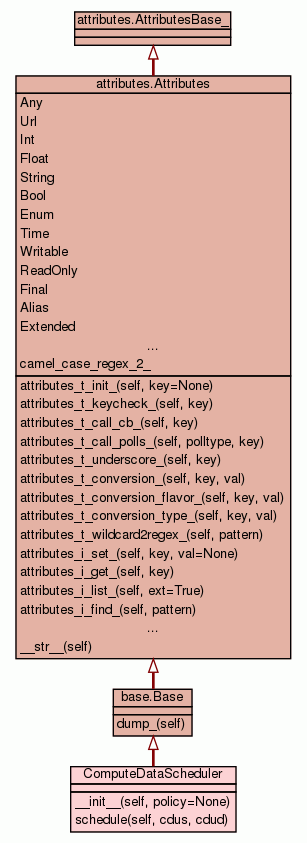 attributes.AttributesBase_
attributes.Attributes
Any
Url
Int
Float
String
Bool
Enum
Time
Writable
ReadOnly
Final
Alias
Extended
...
camel_case_regex_2_
attributes_t_init_(self, key=None)
attributes_t_keycheck_(self, key)
attributes_t_call_cb_(self, key)
attributes_t_call_polls_(self, polltype, key)
attributes_t_underscore_(self, key)
attributes_t_conversion_(self, key, val)
attributes_t_conversion_flavor_(self, key, val)
attributes_t_conversion_type_(self, key, val)
attributes_t_wildcard2regex_(self, pattern)
attributes_i_set_(self, key, val=None)
attributes_i_get_(self, key)
attributes_i_list_(self, ext=True)
attributes_i_find_(self, pattern)
...
__str__(self)
base.Base
dump_(self)
ComputeDataScheduler
__init__(self, policy=None)
schedule(self, cdus, cdud)